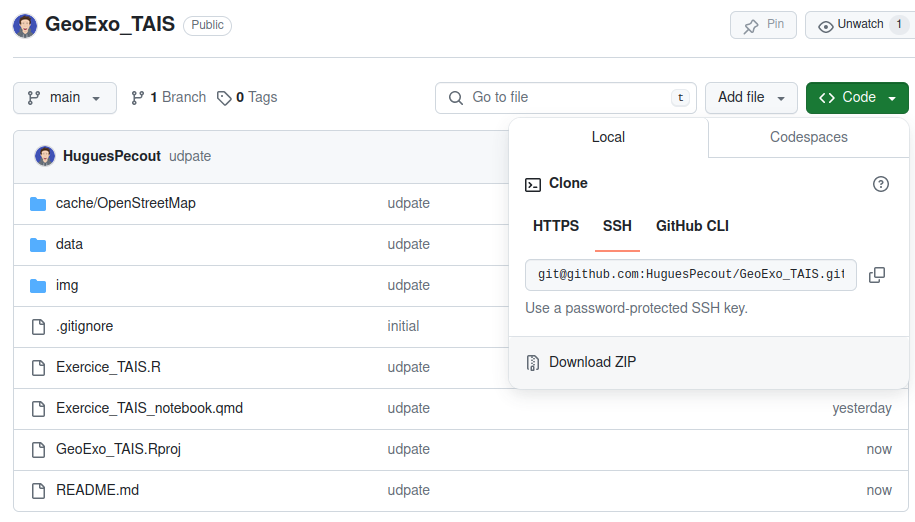 GeoExo_TAIS Public Pin Unwatch 1
main 1 Branch 0 Tags Go to file t Add file <> Code
HuguesPecout udpate
Local Codespaces
Clone
HTTPS SSH GitHub CLI
git@github.com:HuguesPecout/GeoExo_TAIS.git
Use a password-protected SSH key.
Download ZIP
cache/OpenStreetMap udpate
data udpate
img udpate
.gitignore initial
Exercice_TAIS.R udpate
Exercice_TAIS_notebook.qmd udpate yesterday
GeoExo_TAIS.Rproj udpate now
README.md udpate now